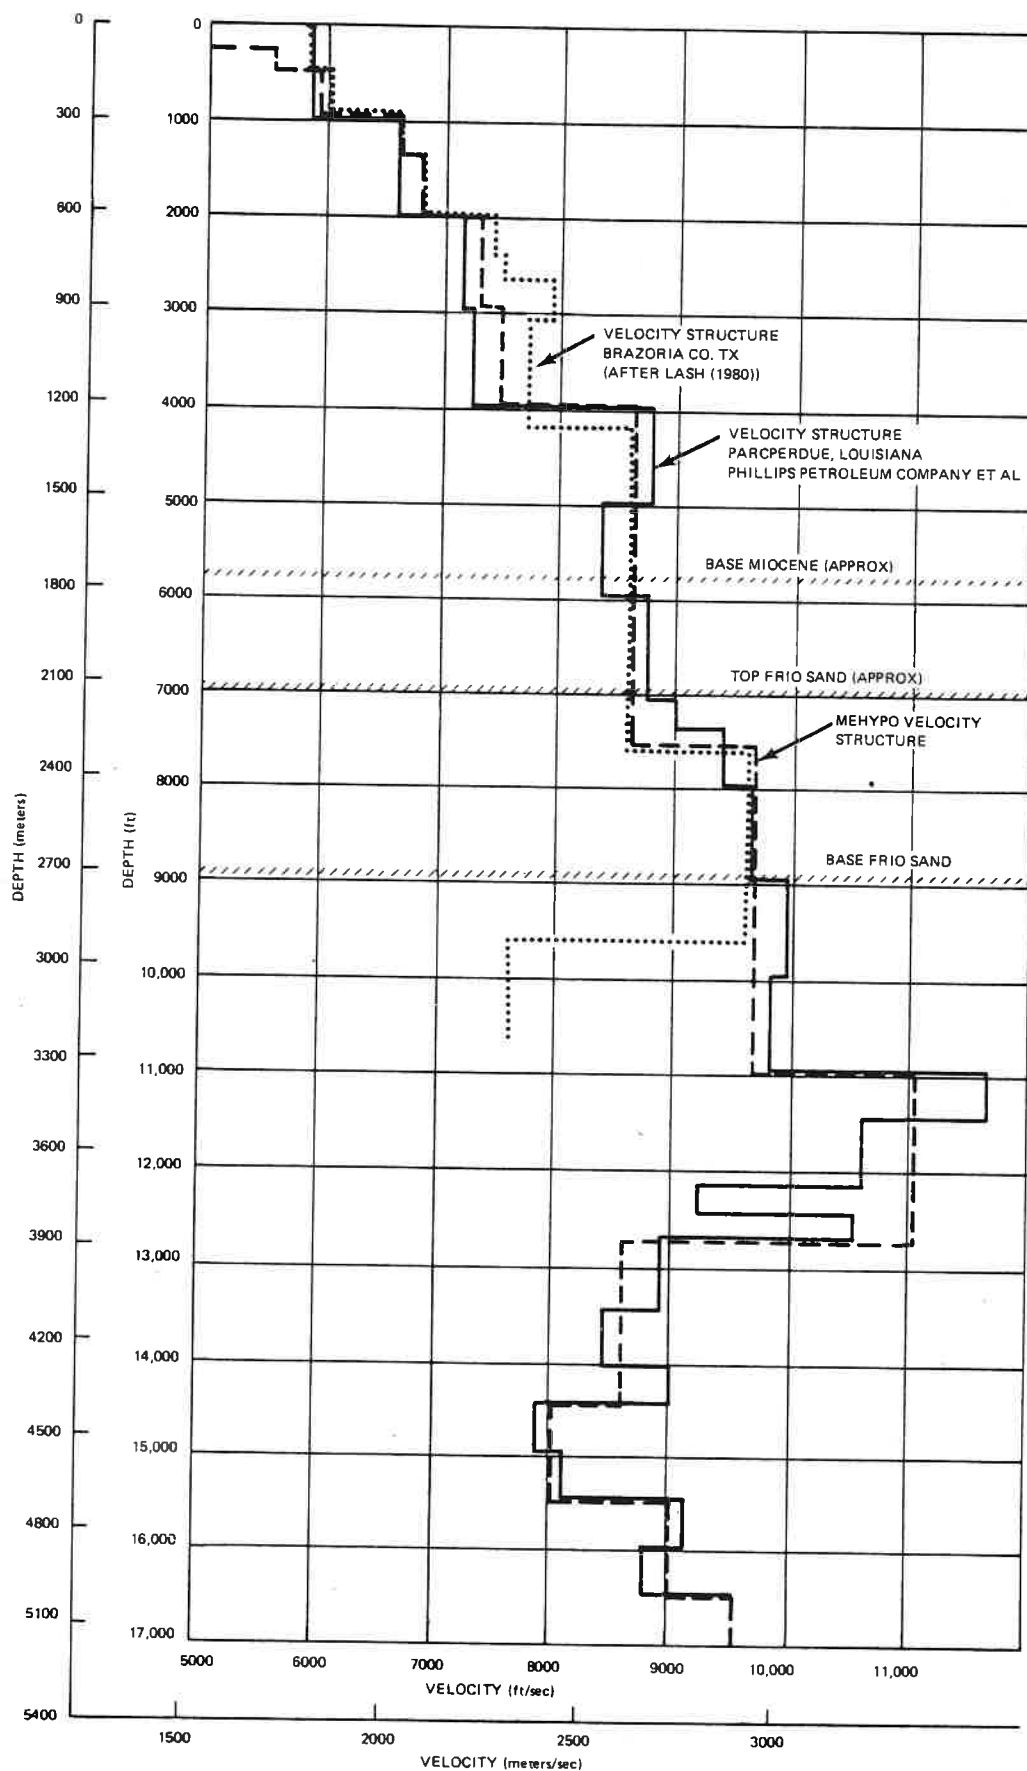 0
300
600
900
1200
1500
1800
2100
2400
2700
3000
3300
3600
3900
4200
4500
4800
5100
5400
DEPTH (meters)
0
1000
2000
3000
4000
5000
6000
7000
8000
9000
10,000
11,000
12,000
13,000
14,000
15,000
16,000
17,000
DEPTH (ft)
VELOCITY STRUCTURE
BRAZORIA CO. TX
(AFTER LASH (1980))
VELOCITY STRUCTURE
PARCPERDUE, LOUISIANA
PHILLIPS PETROLEUM COMPANY ET AL
BASE MIOCENE (APPROX)
TOP FRIO SAND (APPROX)
MEHYPO VELOCITY
STRUCTURE
BASE FRIO SAND
5000 6000 7000 8000 9000 10,000 11,000
VELOCITY (ft/sec)
1500 2000 2500 3000
VELOCITY (meters/sec)